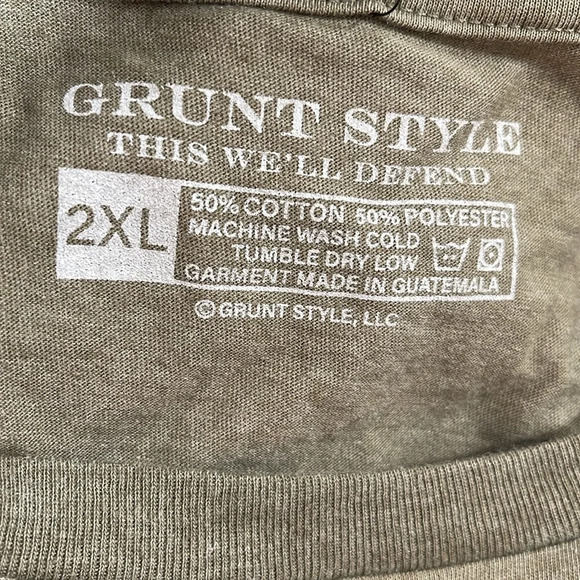 GRUNT STYLE
THIS WE'LL DEFEND
2XL
50% COTTON 50% POLYESTER
MACHINE WASH COLD
TUMBLE DRY LOW
GARMENT MADE IN GUATEMALA
© GRUNT STYLE, LLC